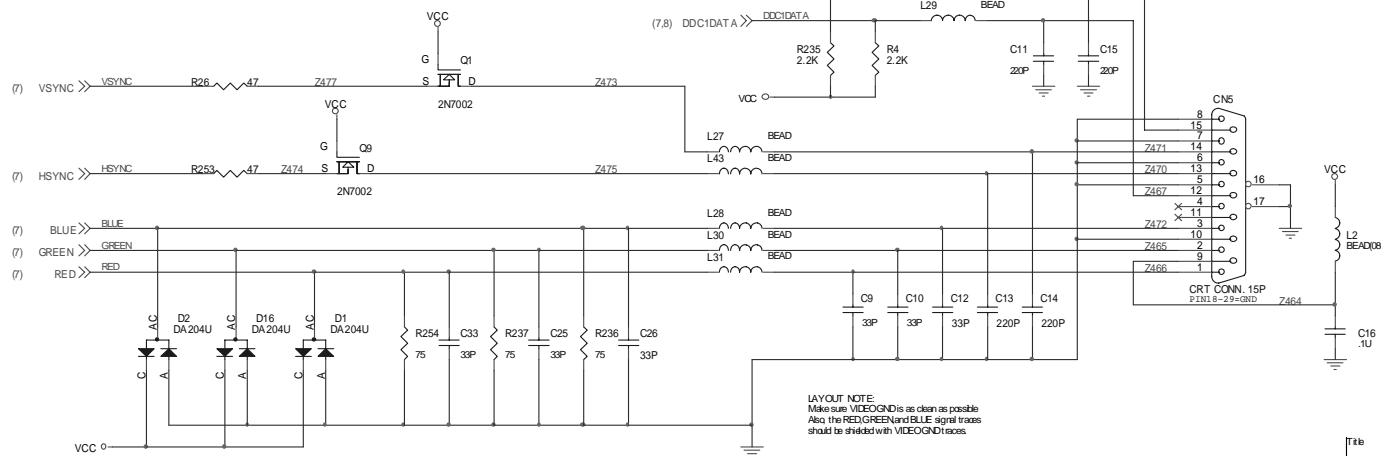 L29 BEAD
(7,8) DDC1DATA DDC1DATA
VCC
G Q1
S D
2N7002
R235
2.2K
R4
2.2K
C11
220P
C15
220P
VCC
CN5
(7) VSYNC VSYNC R26 47 Z477 Z473
VCC
G Q9
S D
2N7002
L27 BEAD
L43 BEAD
(7) HSYNC HSYNC R253 47 Z474 Z475
8
15
7
Z471 14
6
Z470 13
5
Z467 12
4
11
Z472 3
10
Z465 2
9
Z466 1
16
17
VCC
L2
BEAD(08
(7) BLUE BLUE L28 BEAD
(7) GREEN GREEN L30 BEAD
(7) RED RED L31 BEAD
CRT CONN. 15P
PIN18-29=GND Z464
C16
.1U
AC D2
DA204U
C A
AC D16
DA204U
C A
AC D1
DA204U
C A
R254
75
C33
33P
R237
75
C25
33P
R236
75
C26
33P
C9
33P
C10
33P
C12
33P
C13
220P
C14
220P
VCC
LAYOUT NOTE:
Make sure VIDEOGND is as clean as possible
Also, the RED,GREEN,and BLUE signal traces
should be shielded with VIDEOGND traces.
Title